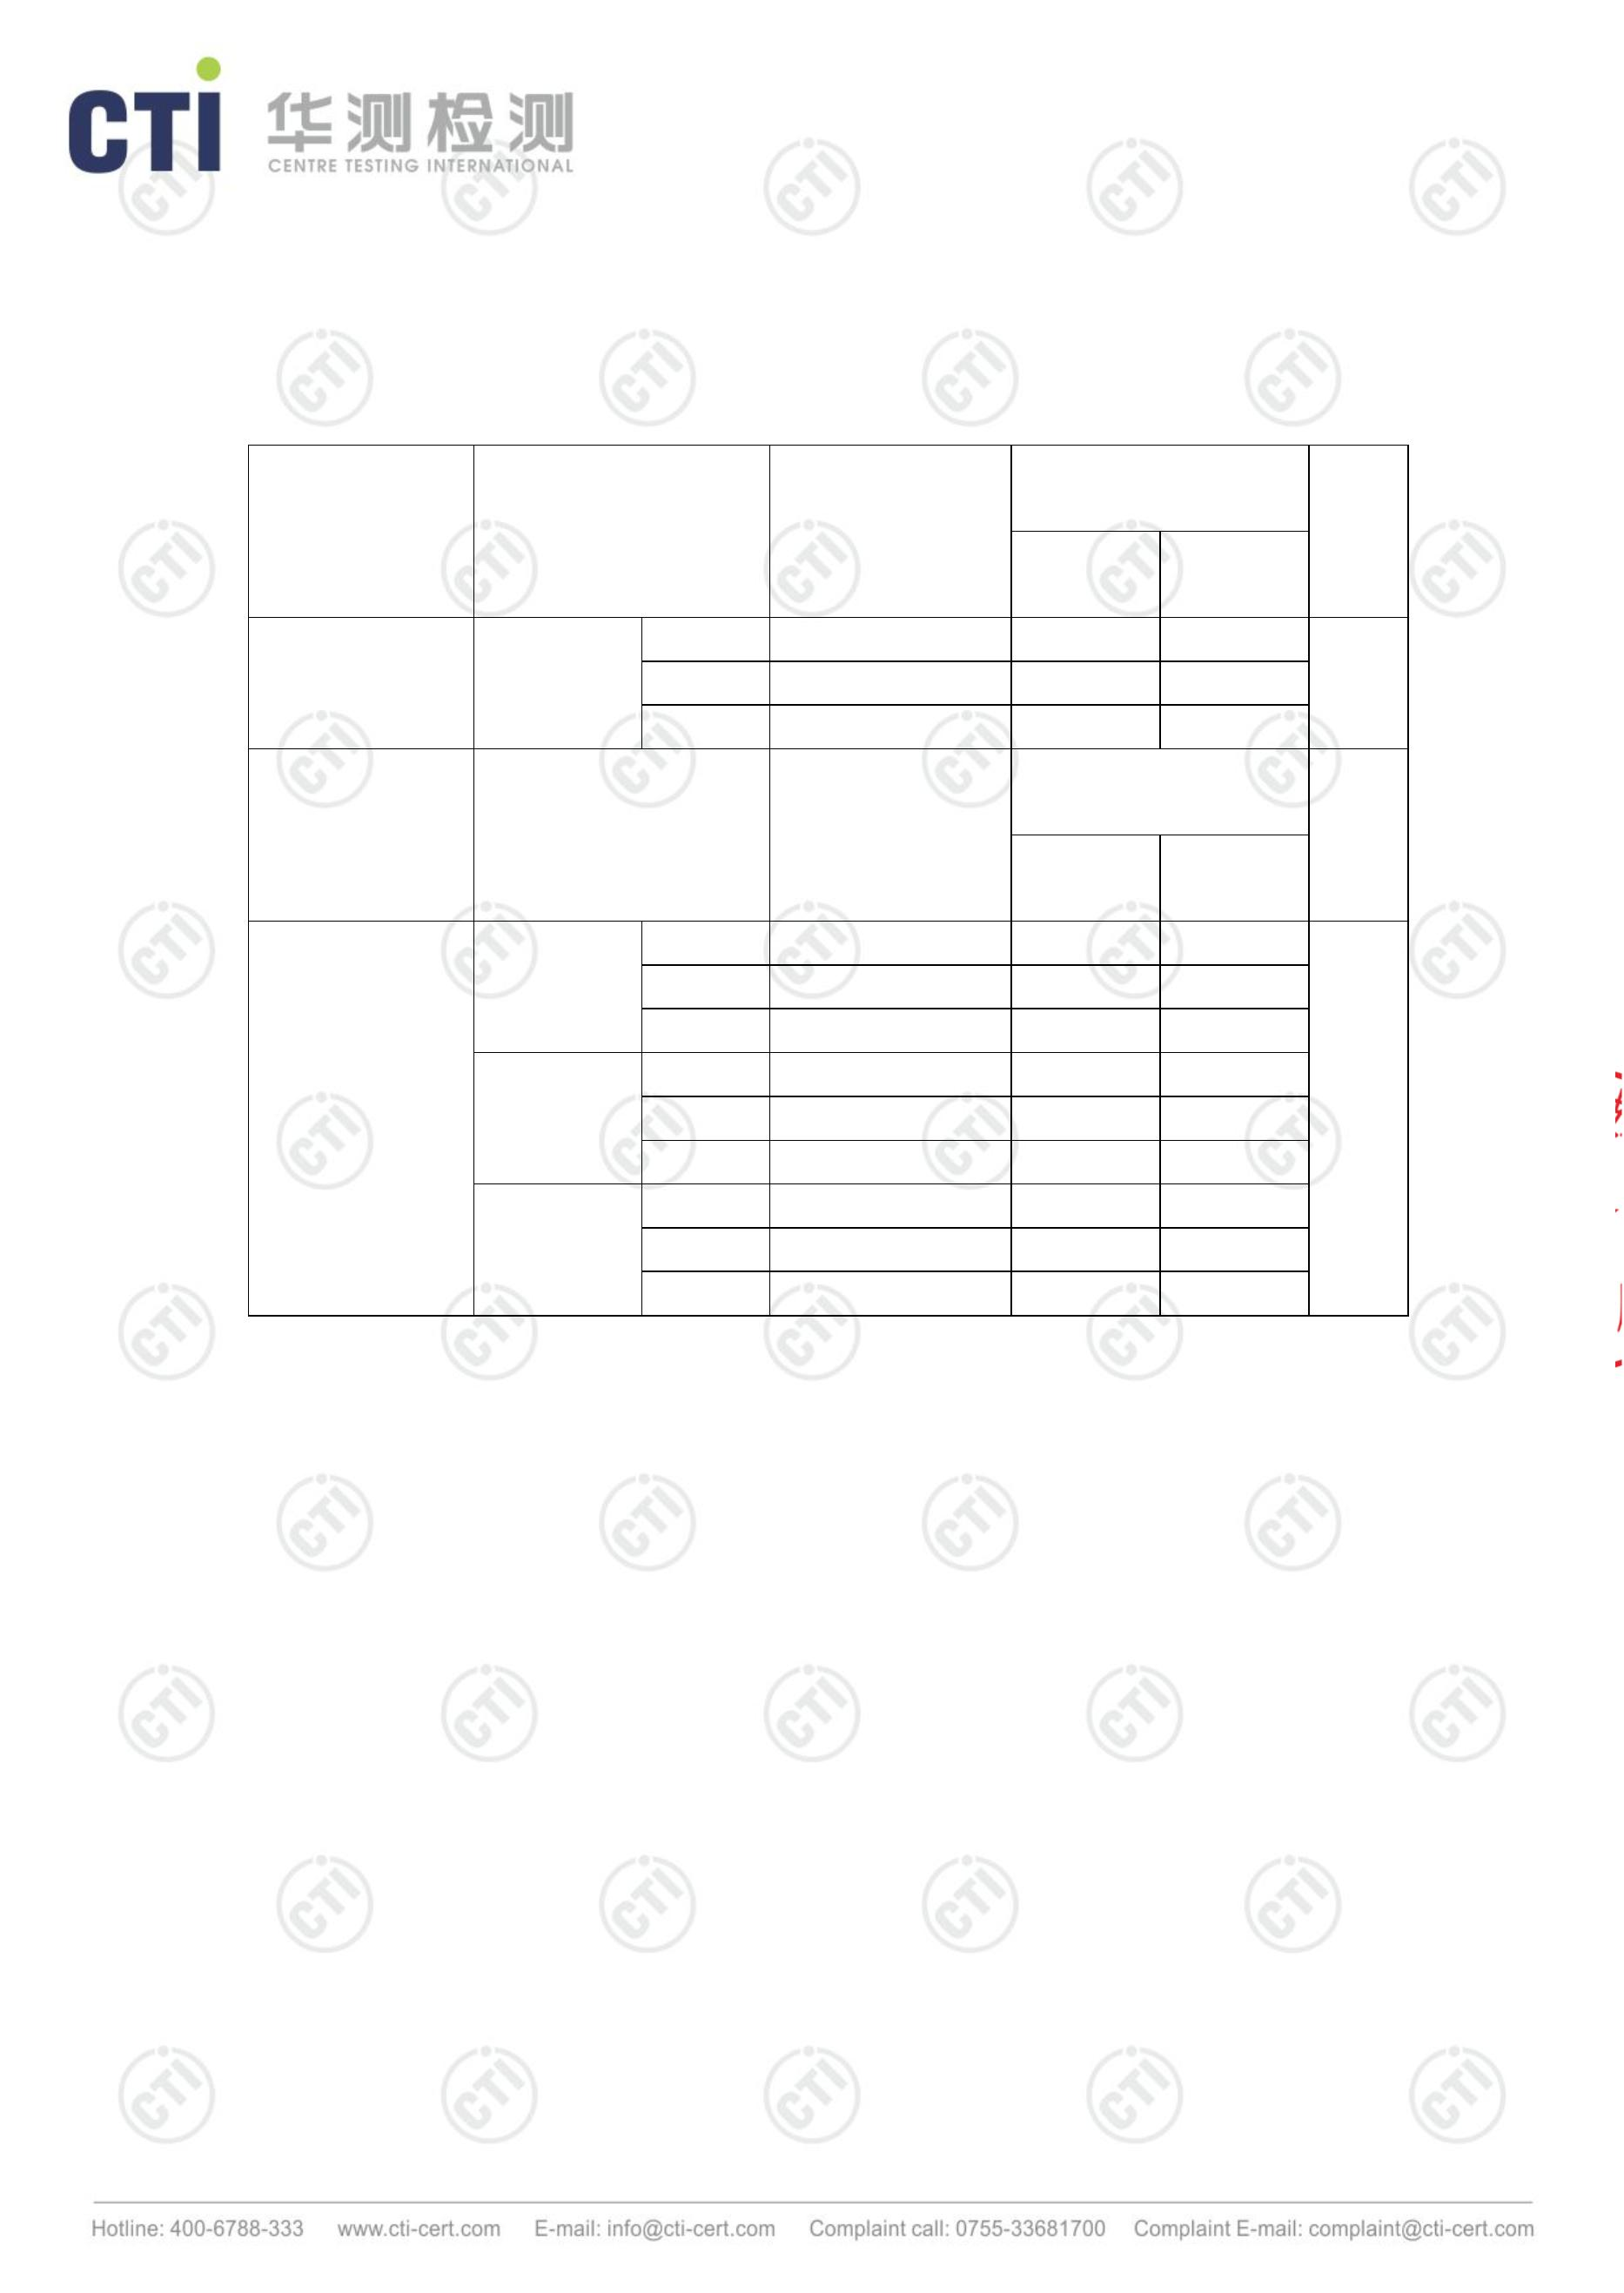 CTI 华测检测
CENTRE TESTING INTERNATIONAL
Hotline: 400-6788-333 www.cti-cert.com E-mail: info@cti-cert.com Complaint call: 0755-33681700 Complaint E-mail: complaint@cti-cert.com